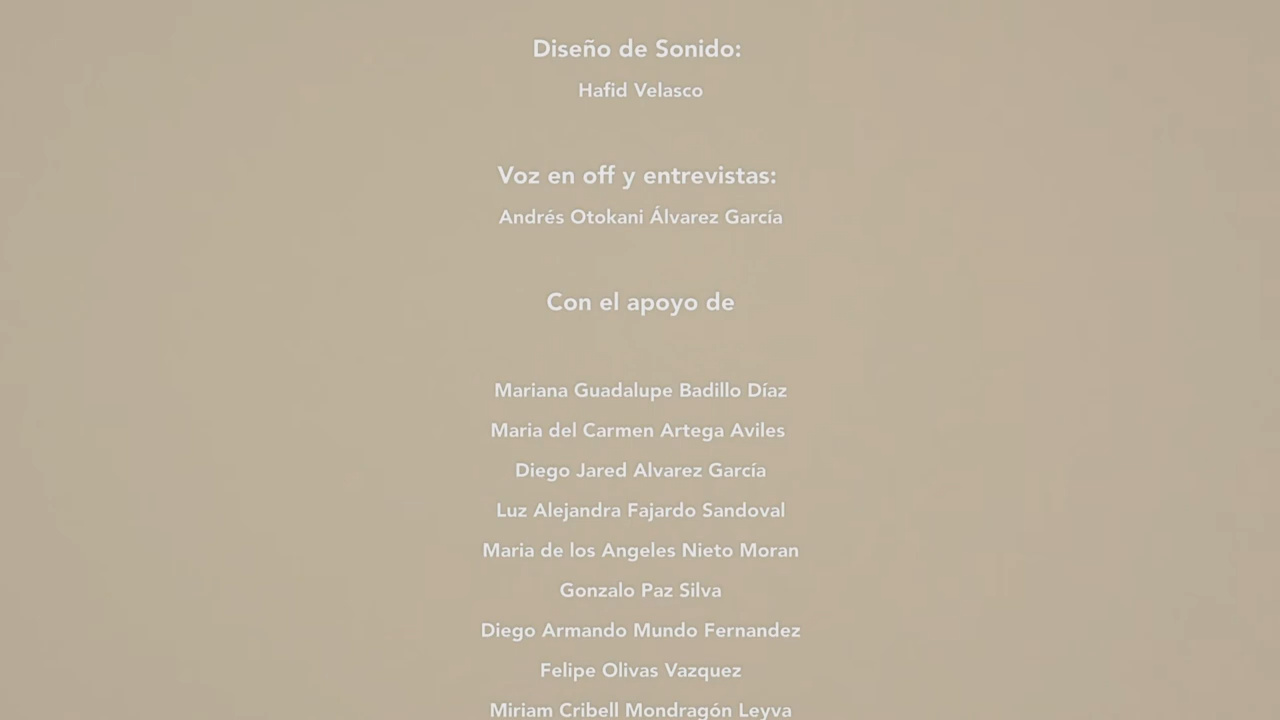 Diseño de Sonido:
Hafid Velasco
Voz en off y entrevistas:
Andrés Otokani Álvarez García
Con el apoyo de
Mariana Guadalupe Badillo Díaz
Maria del Carmen Artega Aviles
Diego Jared Alvarez García
Luz Alejandra Fajardo Sandoval
Maria de los Angeles Nieto Moran
Gonzalo Paz Silva
Diego Armando Mundo Fernandez
Felipe Olivas Vazquez
Miriam Cribell Mondragón Leyva